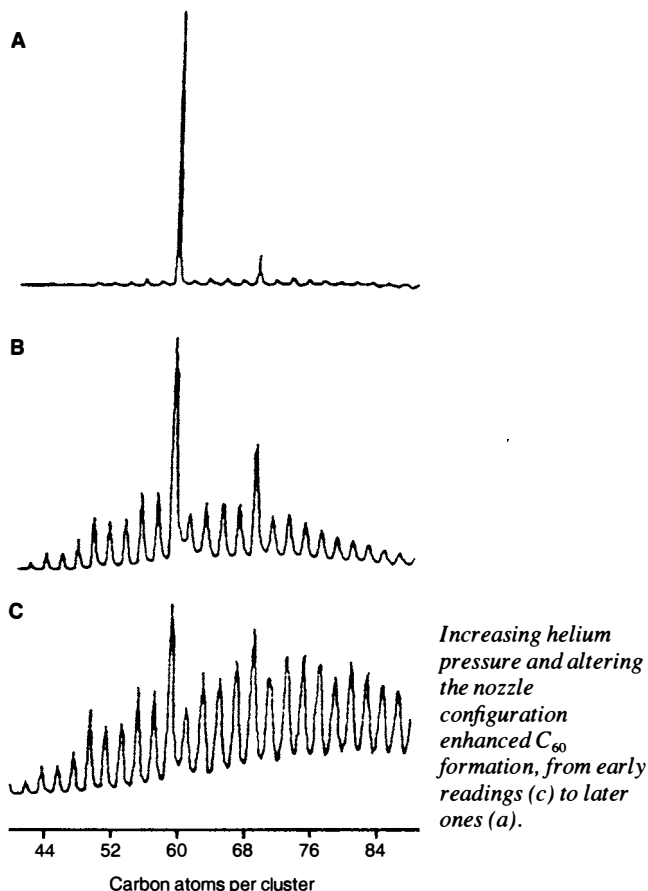 A
B
C
Increasing helium
pressure and altering
the nozzle
configuration
enhanced C₆₀
formation, from early
readings (c) to later
ones (a).
44 52 60 68 76 84
Carbon atoms per cluster